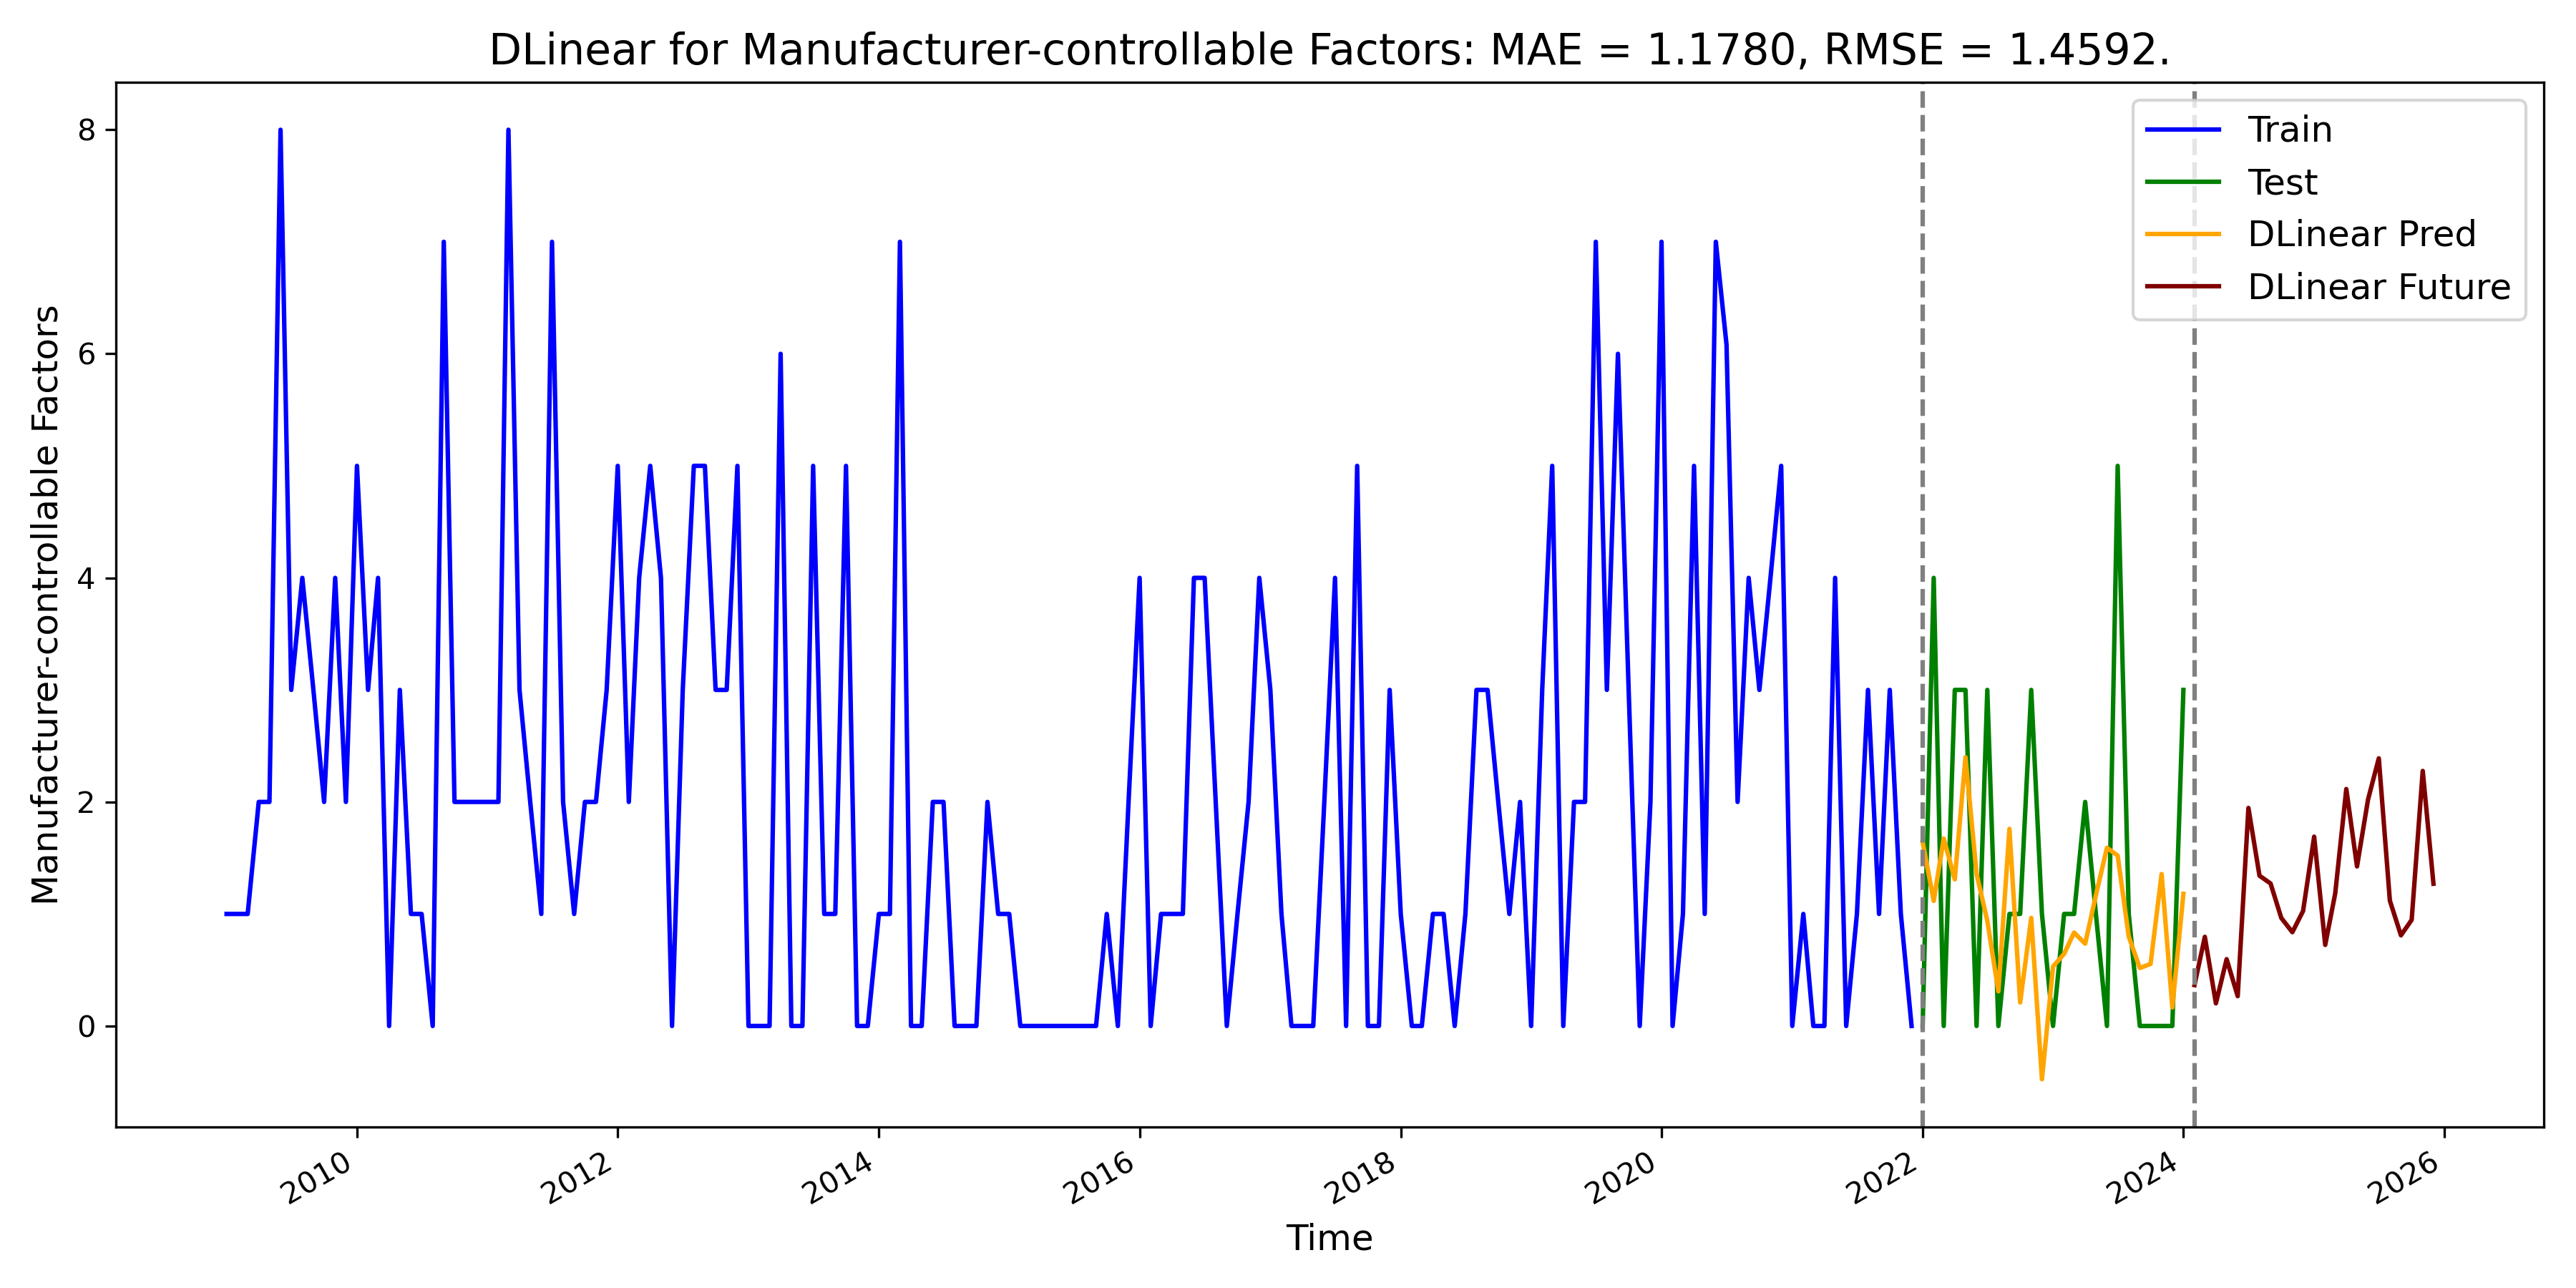 DLinear for Manufacturer-controllable Factors: MAE = 1.1780, RMSE = 1.4592.
Train
Test
DLinear Pred
DLinear Future
Manufacturer-controllable Factors
8
6
4
2
0
2010
2012
2014
2016
2018
2020
2022
2024
2026
Time